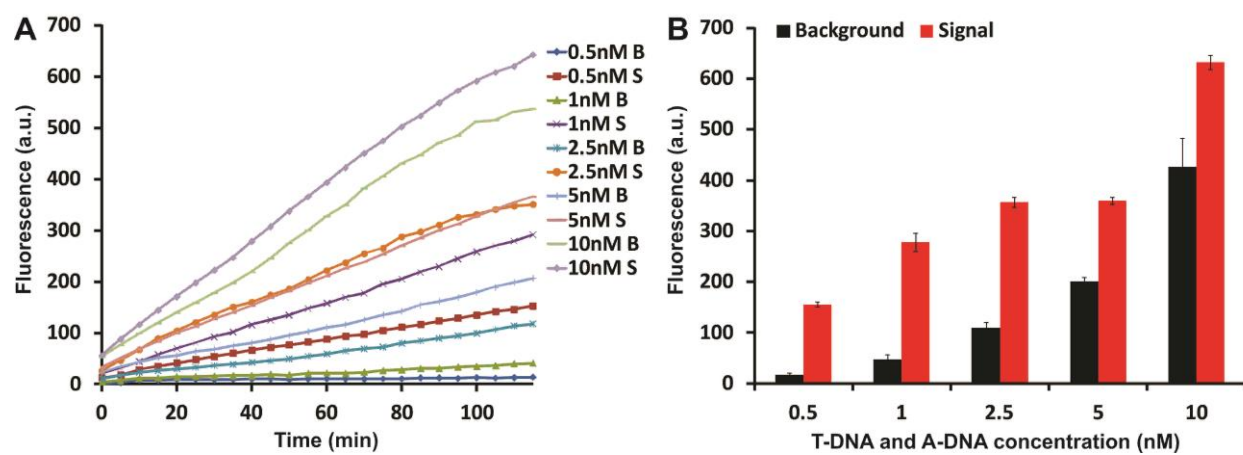 A
700
600
500
400
300
200
100
0
Fluorescence (a.u.)
0 20 40 60 80 100
Time (min)
0.5nM B
0.5nM S
1nM B
1nM S
2.5nM B
2.5nM S
5nM B
5nM S
10nM B
10nM S
B
Background Signal
700
600
500
400
300
200
100
0
Fluorescence (a.u.)
0.5 1 2.5 5 10
T-DNA and A-DNA concentration (nM)